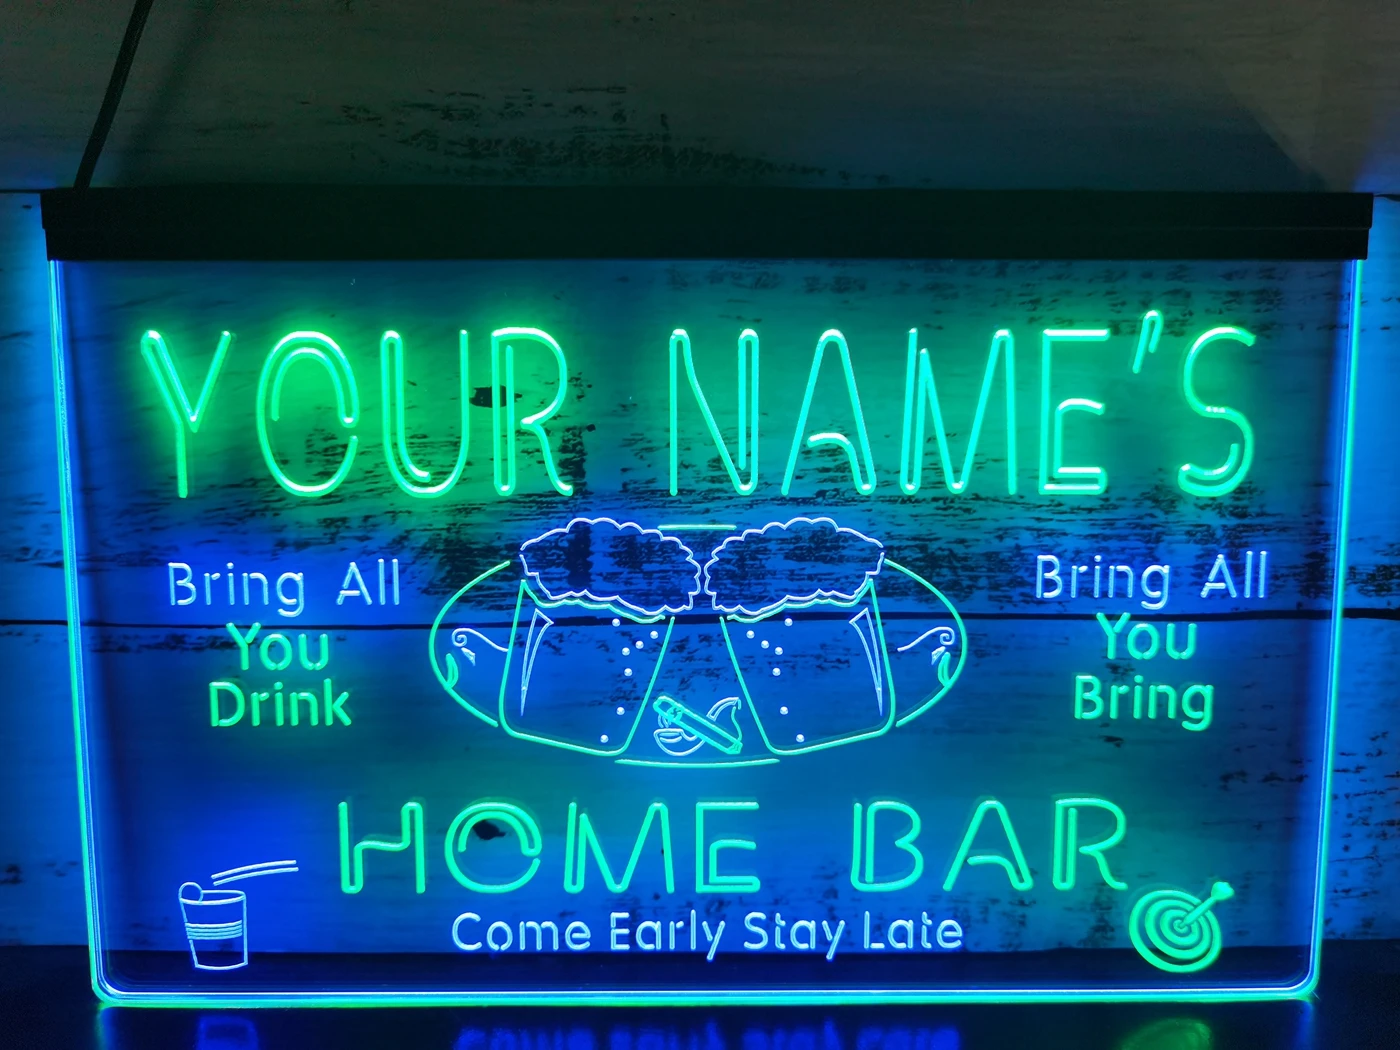 YOUR NAME'S
Bring All
You
Drink
Bring All
You
Bring
HOME BAR
Come Early Stay Late